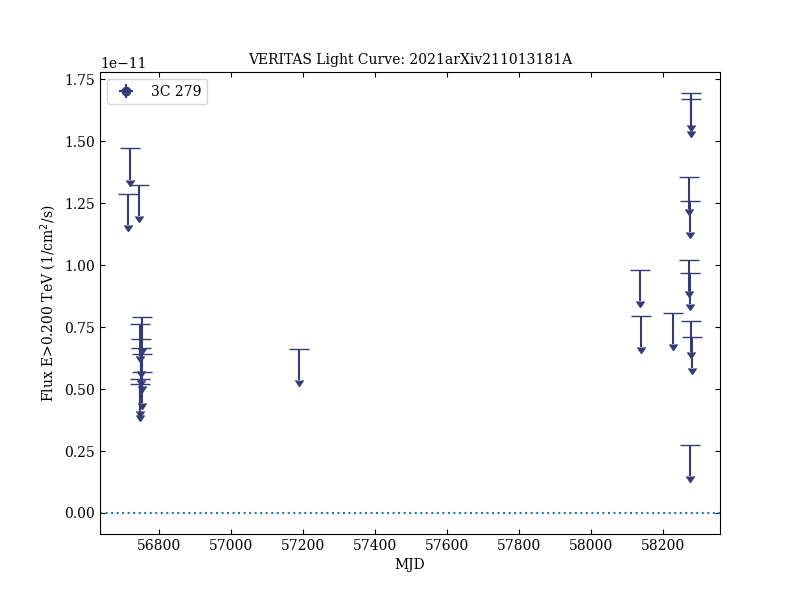 VERITAS Light Curve: 2021arXiv211013181A
1e−11
3C 279
1.75
1.50
1.25
1.00
0.75
0.50
0.25
0.00
Flux E>0.200 TeV (1/cm²/s)
56800 57000 57200 57400 57600 57800 58000 58200
MJD